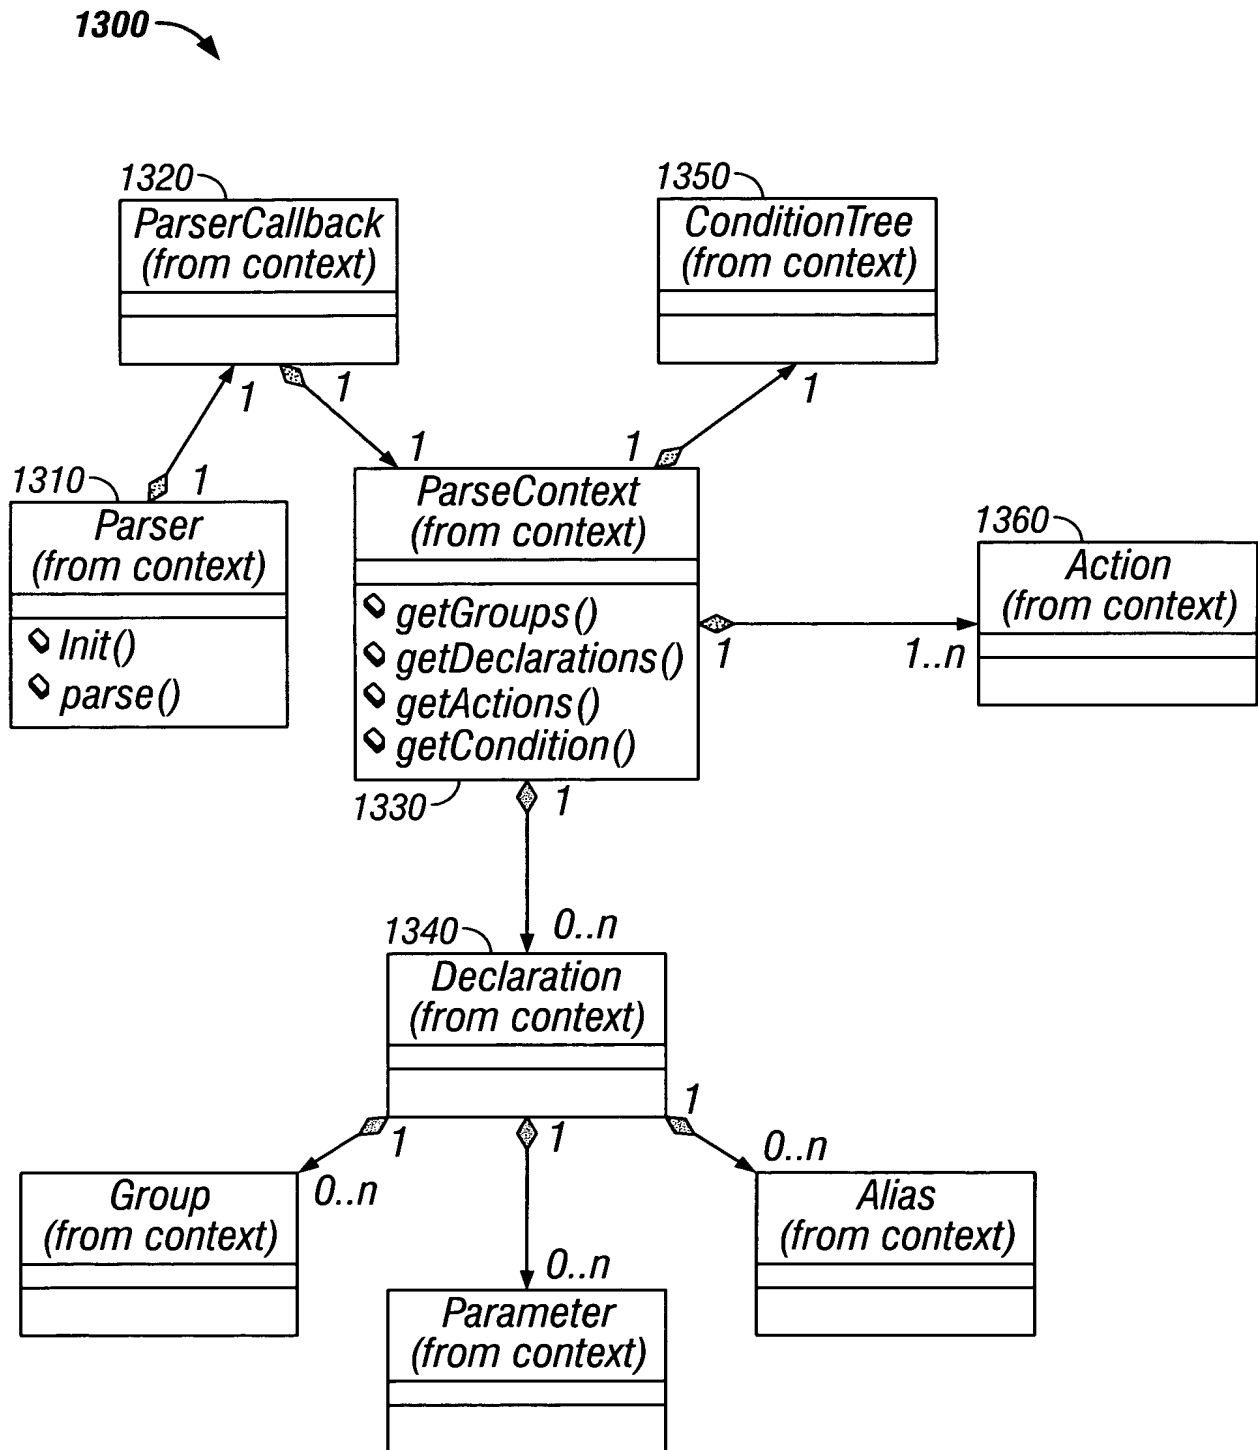 1300
1320
ParserCallback
(from context)
1350
ConditionTree
(from context)
1
1
1
1
1
1
1310
Parser
(from context)
Init()
parse()
ParseContext
(from context)
getGroups()
getDeclarations()
getActions()
getCondition()
1360
Action
(from context)
1
1..n
1330
1
0..n
1340
Declaration
(from context)
1
1
1
0..n
0..n
Group
(from context)
Alias
(from context)
0..n
Parameter
(from context)